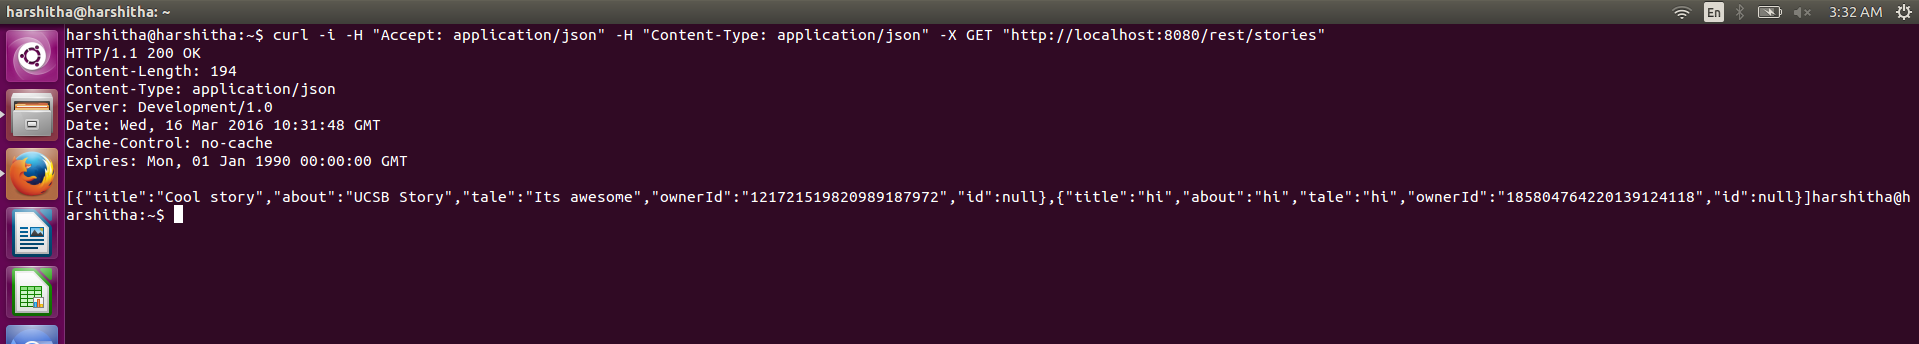 harshitha@harshitha: ~
En
3:32 AM
harshitha@harshitha:~$ curl -i -H "Accept: application/json" -H "Content-Type: application/json" -X GET "http://localhost:8080/rest/stories"
HTTP/1.1 200 OK
Content-Length: 194
Content-Type: application/json
Server: Development/1.0
Date: Wed, 16 Mar 2016 10:31:48 GMT
Cache-Control: no-cache
Expires: Mon, 01 Jan 1990 00:00:00 GMT
[{"title":"Cool story","about":"UCSB Story","tale":"Its awesome","ownerId":"121721519820989187972","id":null},{"title":"hi","about":"hi","tale":"hi","ownerId":"185804764220139124118","id":null}]harshitha@h
arshitha:~$